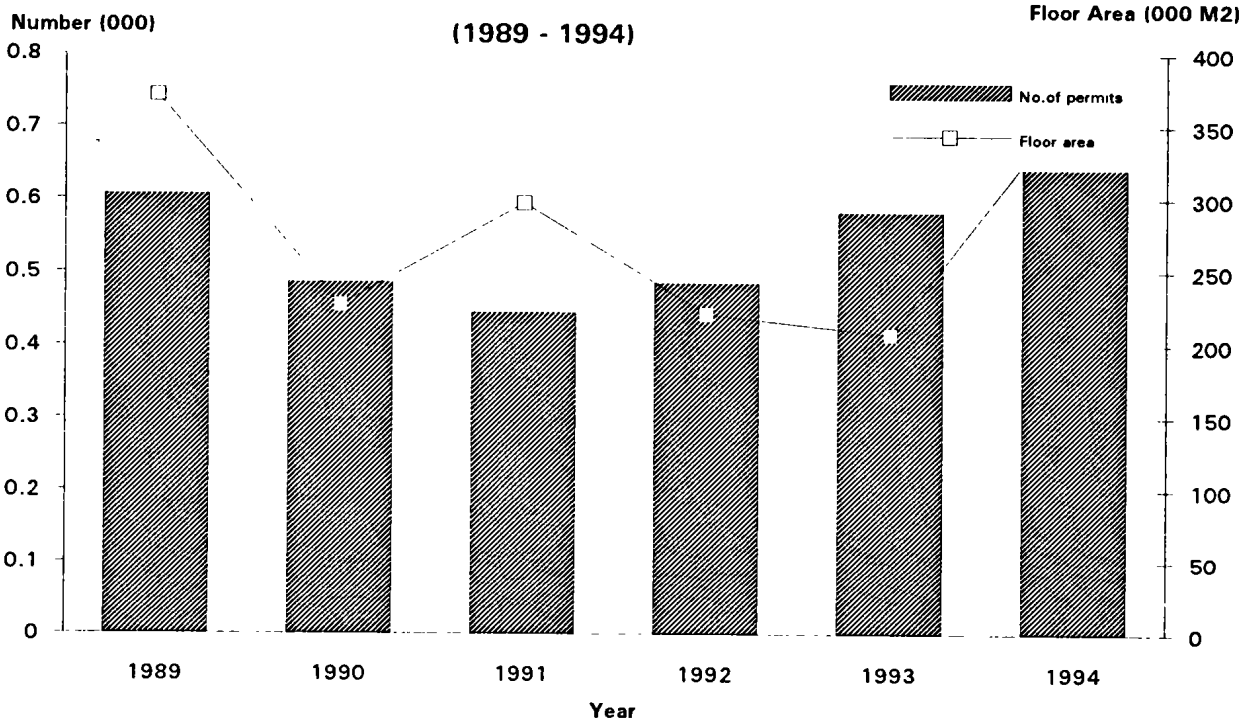 Number (000)
(1989 - 1994)
Floor Area (000 M2)
0.8
0.7
0.6
0.5
0.4
0.3
0.2
0.1
0
400
350
300
250
200
150
100
50
0
No.of permits
Floor area
1989 1990 1991 1992 1993 1994
Year